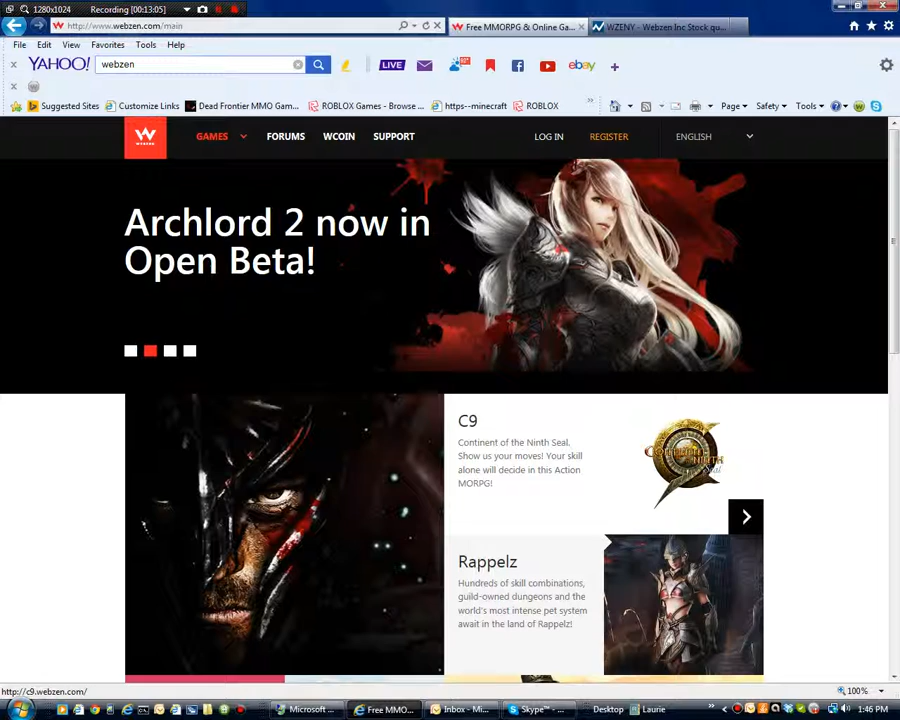 1280x1024 Recording [00:13:05]
http://www.webzen.com/main
Free MMORPG & Online Ga...
WZENY - Webzen Inc Stock qu...
File Edit View Favorites Tools Help
YAHOO! webzen LIVE ebay
Suggested Sites Customize Links Dead Frontier MMO Gam... ROBLOX Games - Browse ... https--minecraft ROBLOX
Page Safety Tools
GAMES FORUMS WCOIN SUPPORT LOG IN REGISTER ENGLISH
Archlord 2 now in
Open Beta!
C9
Continent of the Ninth Seal.
Show us your moves! Your skill
alone will decide in this Action
MORPG!
Rappelz
Hundreds of skill combinations,
guild-owned dungeons and the
world's most intense pet system
await in the land of Rappelz!
http://c9.webzen.com/
100%
Microsoft ... Free MMO... Inbox - Mi... Skype™ - ... Desktop Laurie 1:46 PM